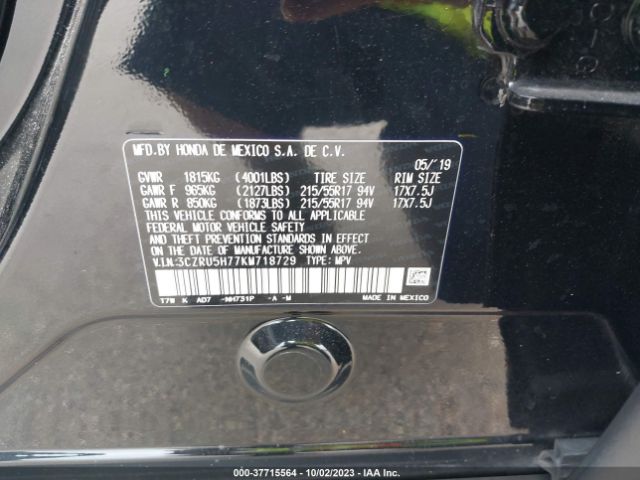 MFD.BY HONDA DE MEXICO S.A. DE C.V.
05/'19
GVWR 1815KG (4001LBS) TIRE SIZE RIM SIZE
GAWR F 965KG (2127LBS) 215/55R17 94V 17X7.5J
GAWR R 850KG (1873LBS) 215/55R17 94V 17X7.5J
THIS VEHICLE CONFORMS TO ALL APPLICABLE
FEDERAL MOTOR VEHICLE SAFETY
AND THEFT PREVENTION STANDARDS IN EFFECT
ON THE DATE OF MANUFACTURE SHOWN ABOVE.
V.I.N.:3CZRU5H77KM718729 TYPE: MPV
T7W K AD7 -NH731P -A -M MADE IN MEXICO
000-37715564 | 10/02/2023 | © IAA Inc.